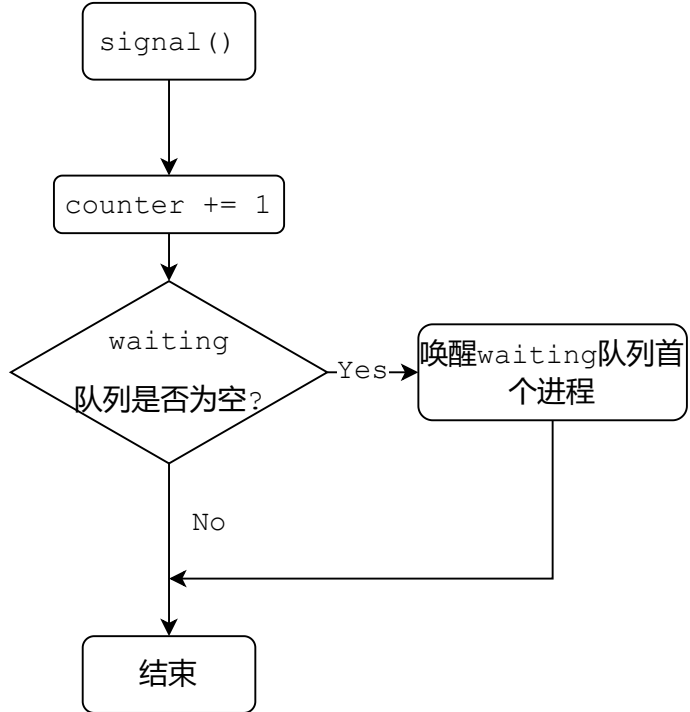 signal()
counter += 1
waiting
队列是否为空?
Yes
唤醒waiting队列首
个进程
No
结束